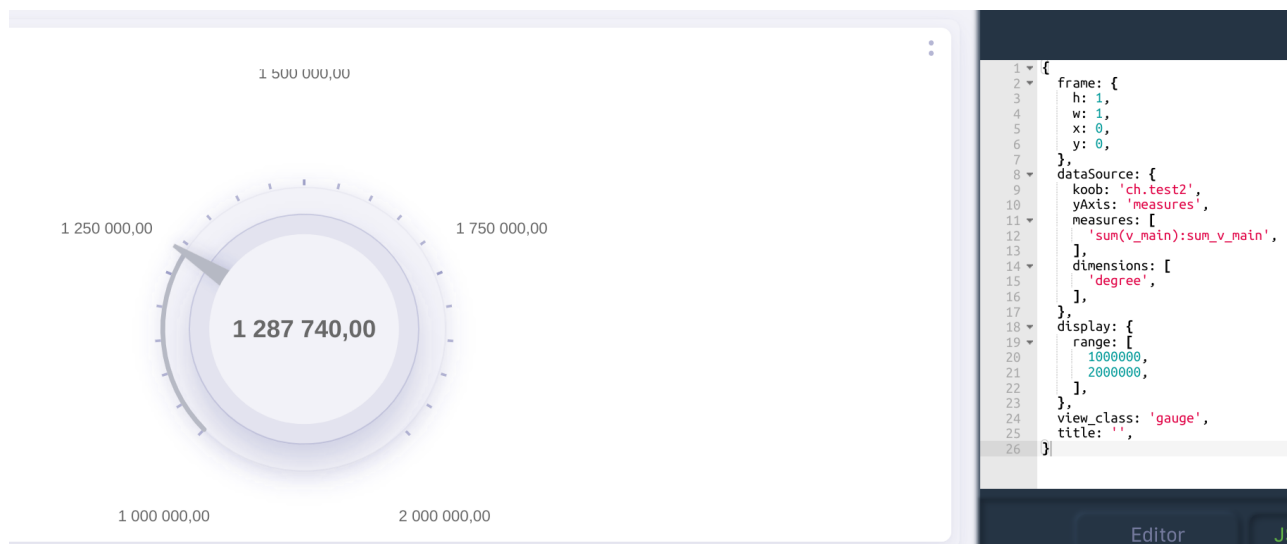 1 500 000,00
1 250 000,00
1 750 000,00
1 287 740,00
1 000 000,00
2 000 000,00
1 {
2 frame: {
3 h: 1,
4 w: 1,
5 x: 0,
6 y: 0,
7 },
8 dataSource: {
9 koob: 'ch.test2',
10 yAxis: 'measures',
11 measures: [
12 'sum(v_main):sum_v_main',
13 ],
14 dimensions: [
15 'degree',
16 ],
17 },
18 display: {
19 range: [
20 1000000,
21 2000000,
22 ],
23 },
24 view_class: 'gauge',
25 title: '',
26 }
Editor